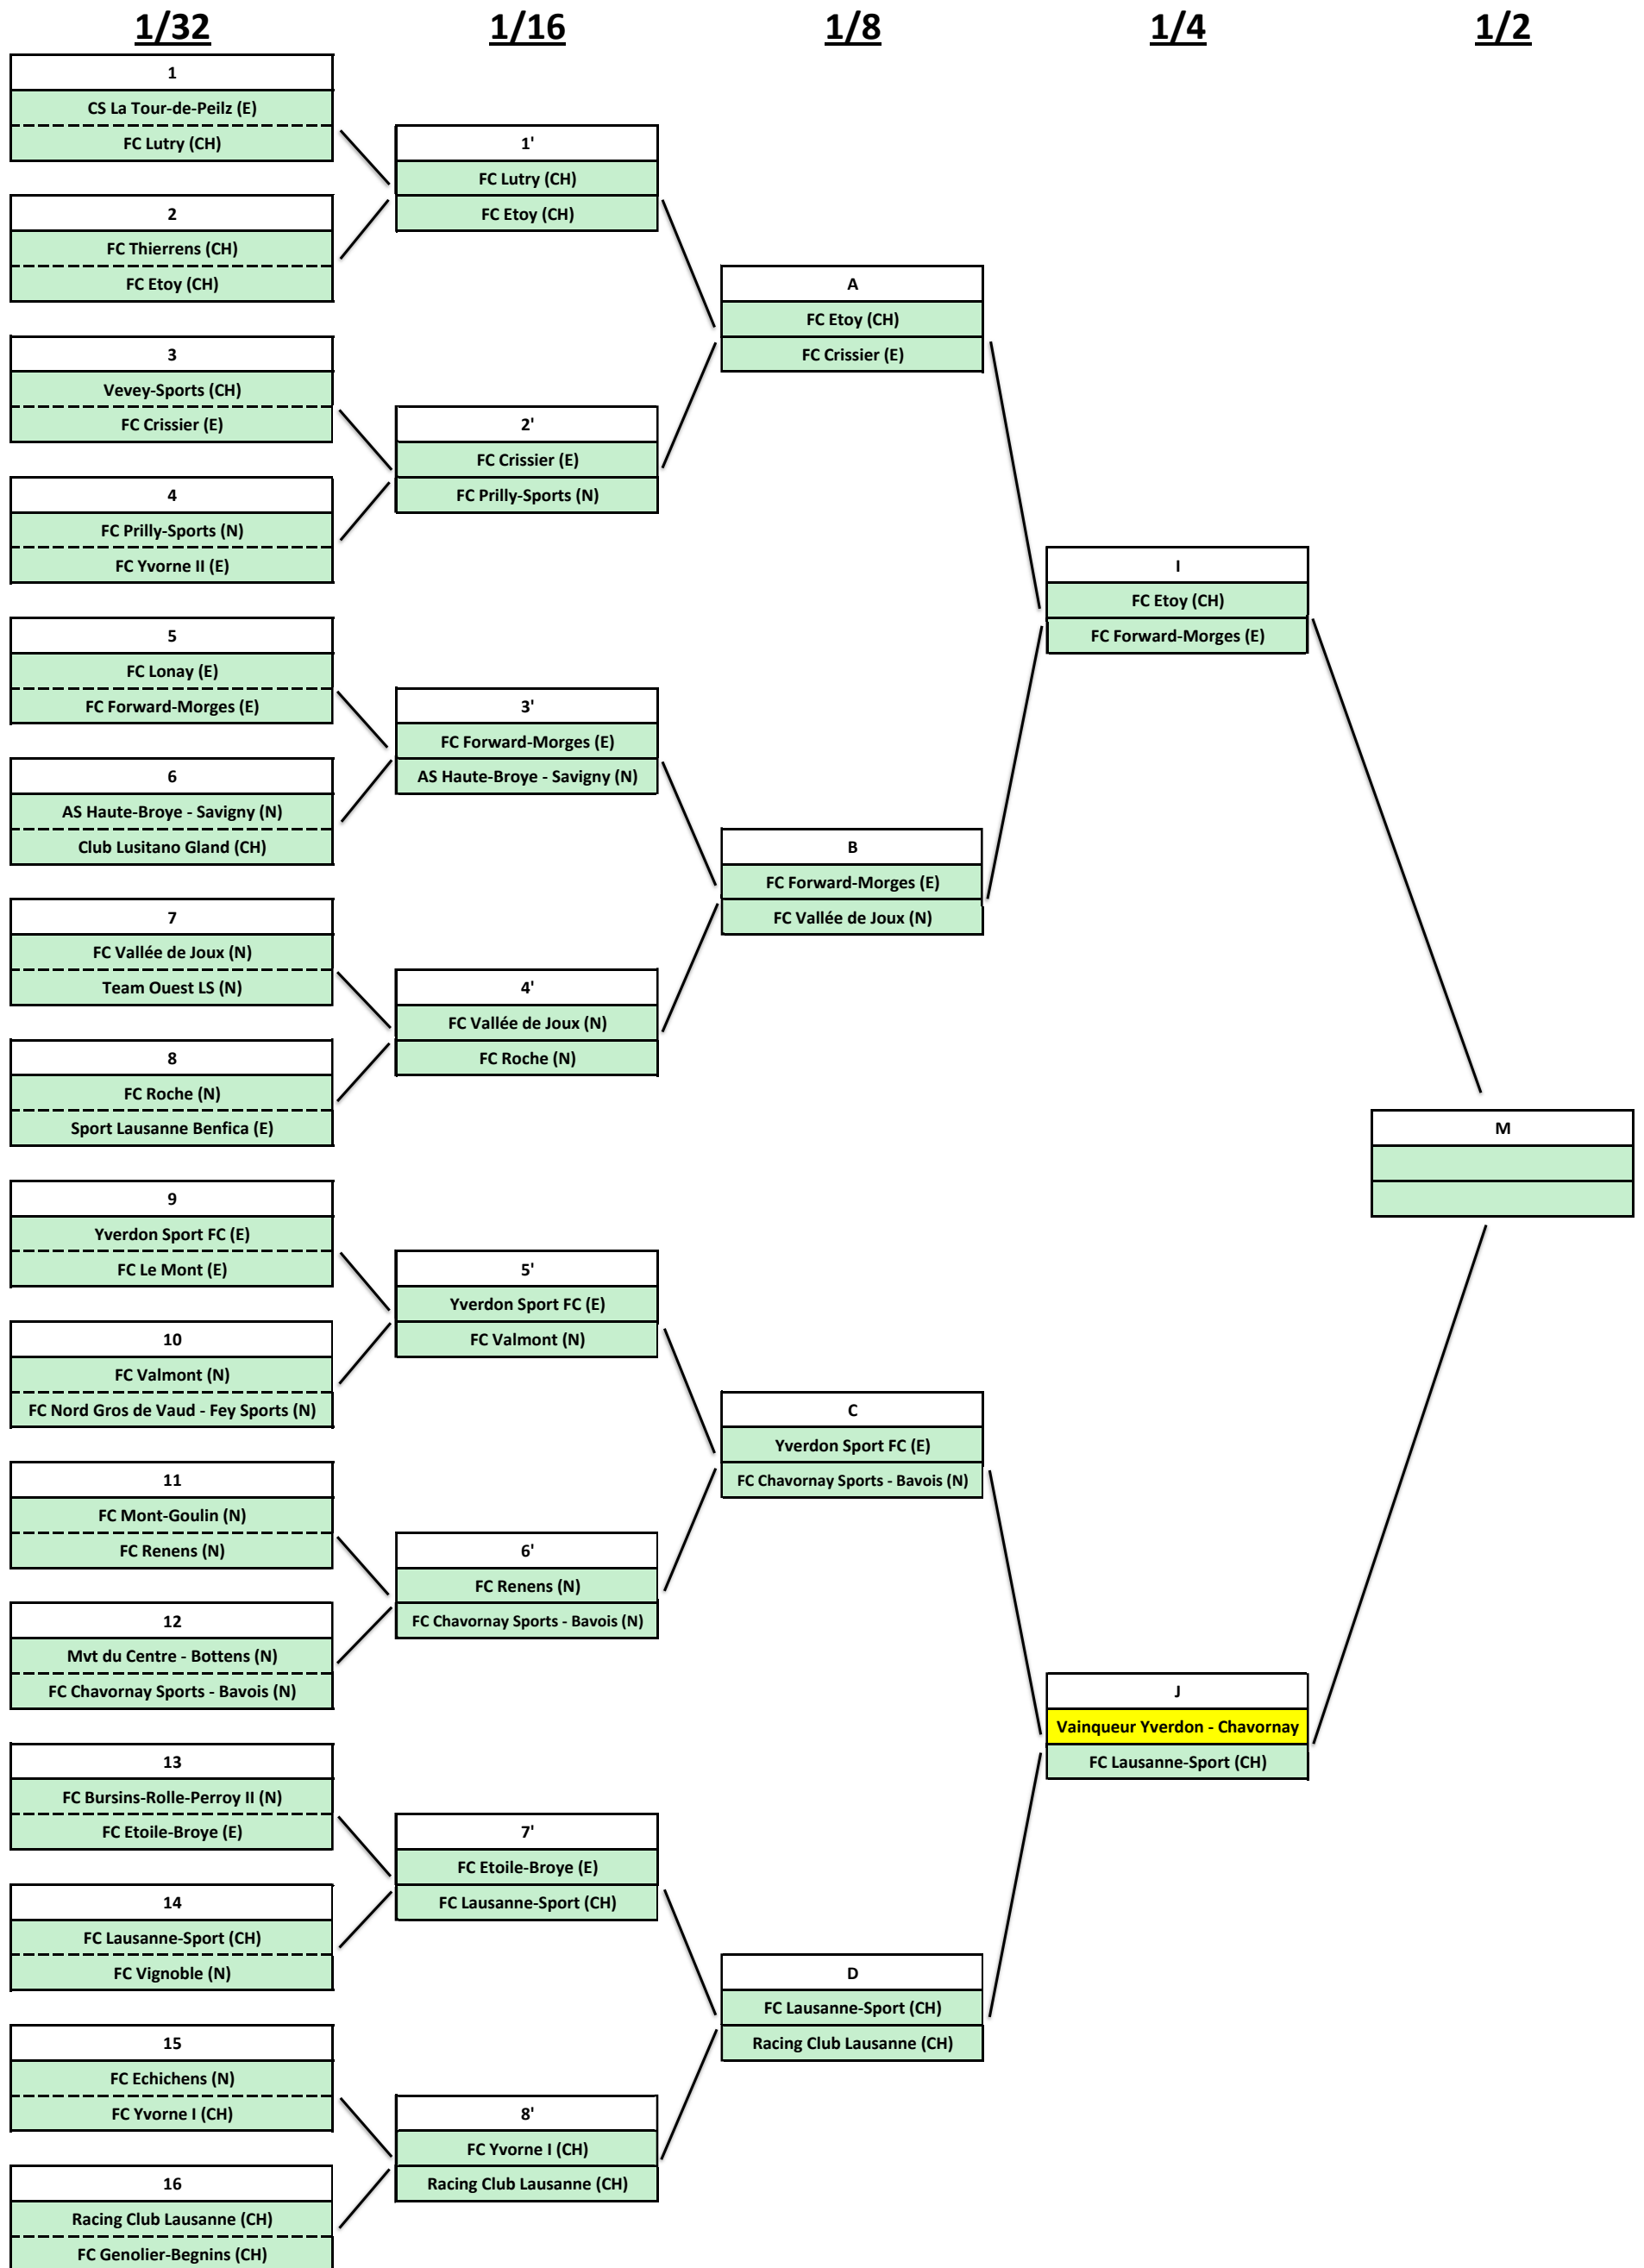 1/32
1/16
1/8
1/4
1/2
1
CS La Tour-de-Peilz (E)
FC Lutry (CH)
2
FC Thierrens (CH)
FC Etoy (CH)
3
Vevey-Sports (CH)
FC Crissier (E)
4
FC Prilly-Sports (N)
FC Yvorne II (E)
5
FC Lonay (E)
FC Forward-Morges (E)
6
AS Haute-Broye - Savigny (N)
Club Lusitano Gland (CH)
7
FC Vallée de Joux (N)
Team Ouest LS (N)
8
FC Roche (N)
Sport Lausanne Benfica (E)
9
Yverdon Sport FC (E)
FC Le Mont (E)
10
FC Valmont (N)
FC Nord Gros de Vaud - Fey Sports (N)
11
FC Mont-Goulin (N)
FC Renens (N)
12
Mvt du Centre - Bottens (N)
FC Chavornay Sports - Bavois (N)
13
FC Bursins-Rolle-Perroy II (N)
FC Etoile-Broye (E)
14
FC Lausanne-Sport (CH)
FC Vignoble (N)
15
FC Echichens (N)
FC Yvorne I (CH)
16
Racing Club Lausanne (CH)
FC Genolier-Begnins (CH)
1'
FC Lutry (CH)
FC Etoy (CH)
2'
FC Crissier (E)
FC Prilly-Sports (N)
3'
FC Forward-Morges (E)
AS Haute-Broye - Savigny (N)
4'
FC Vallée de Joux (N)
FC Roche (N)
5'
Yverdon Sport FC (E)
FC Valmont (N)
6'
FC Renens (N)
FC Chavornay Sports - Bavois (N)
7'
FC Etoile-Broye (E)
FC Lausanne-Sport (CH)
8'
FC Yvorne I (CH)
Racing Club Lausanne (CH)
A
FC Etoy (CH)
FC Crissier (E)
B
FC Forward-Morges (E)
FC Vallée de Joux (N)
C
Yverdon Sport FC (E)
FC Chavornay Sports - Bavois (N)
D
FC Lausanne-Sport (CH)
Racing Club Lausanne (CH)
I
FC Etoy (CH)
FC Forward-Morges (E)
J
Vainqueur Yverdon - Chavornay
FC Lausanne-Sport (CH)
M